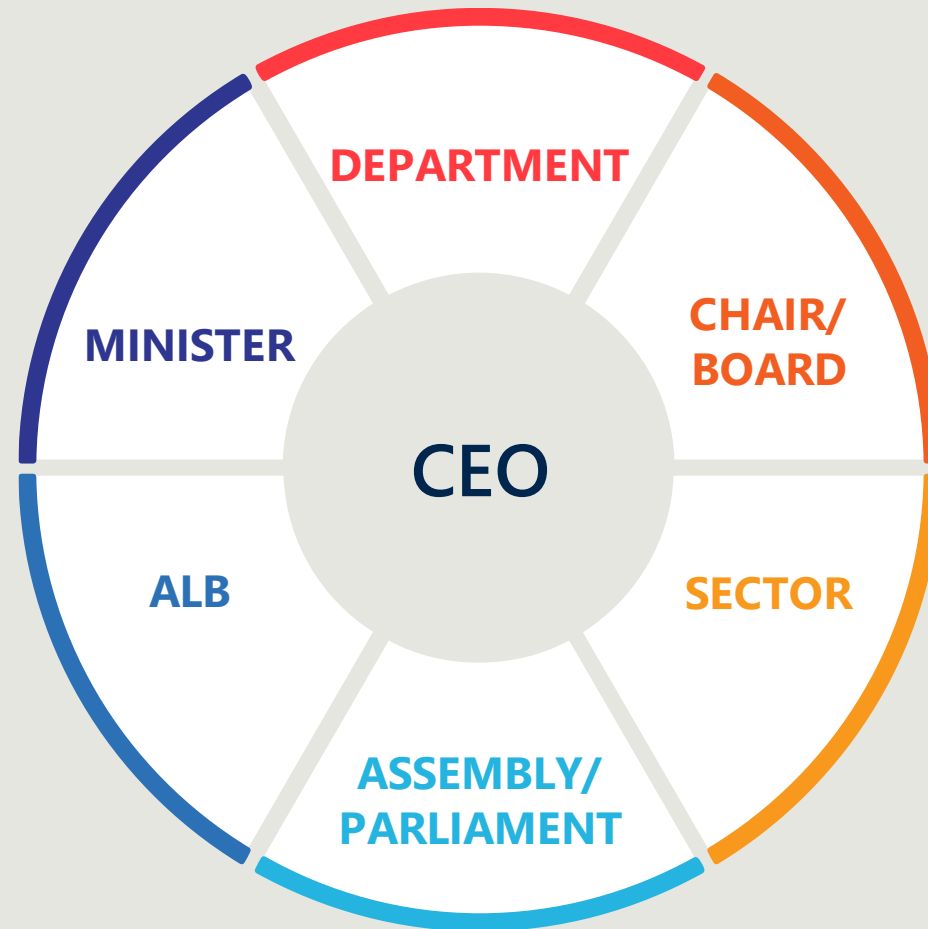 DEPARTMENT
CHAIR/
BOARD
MINISTER
CEO
ALB
SECTOR
ASSEMBLY/
PARLIAMENT